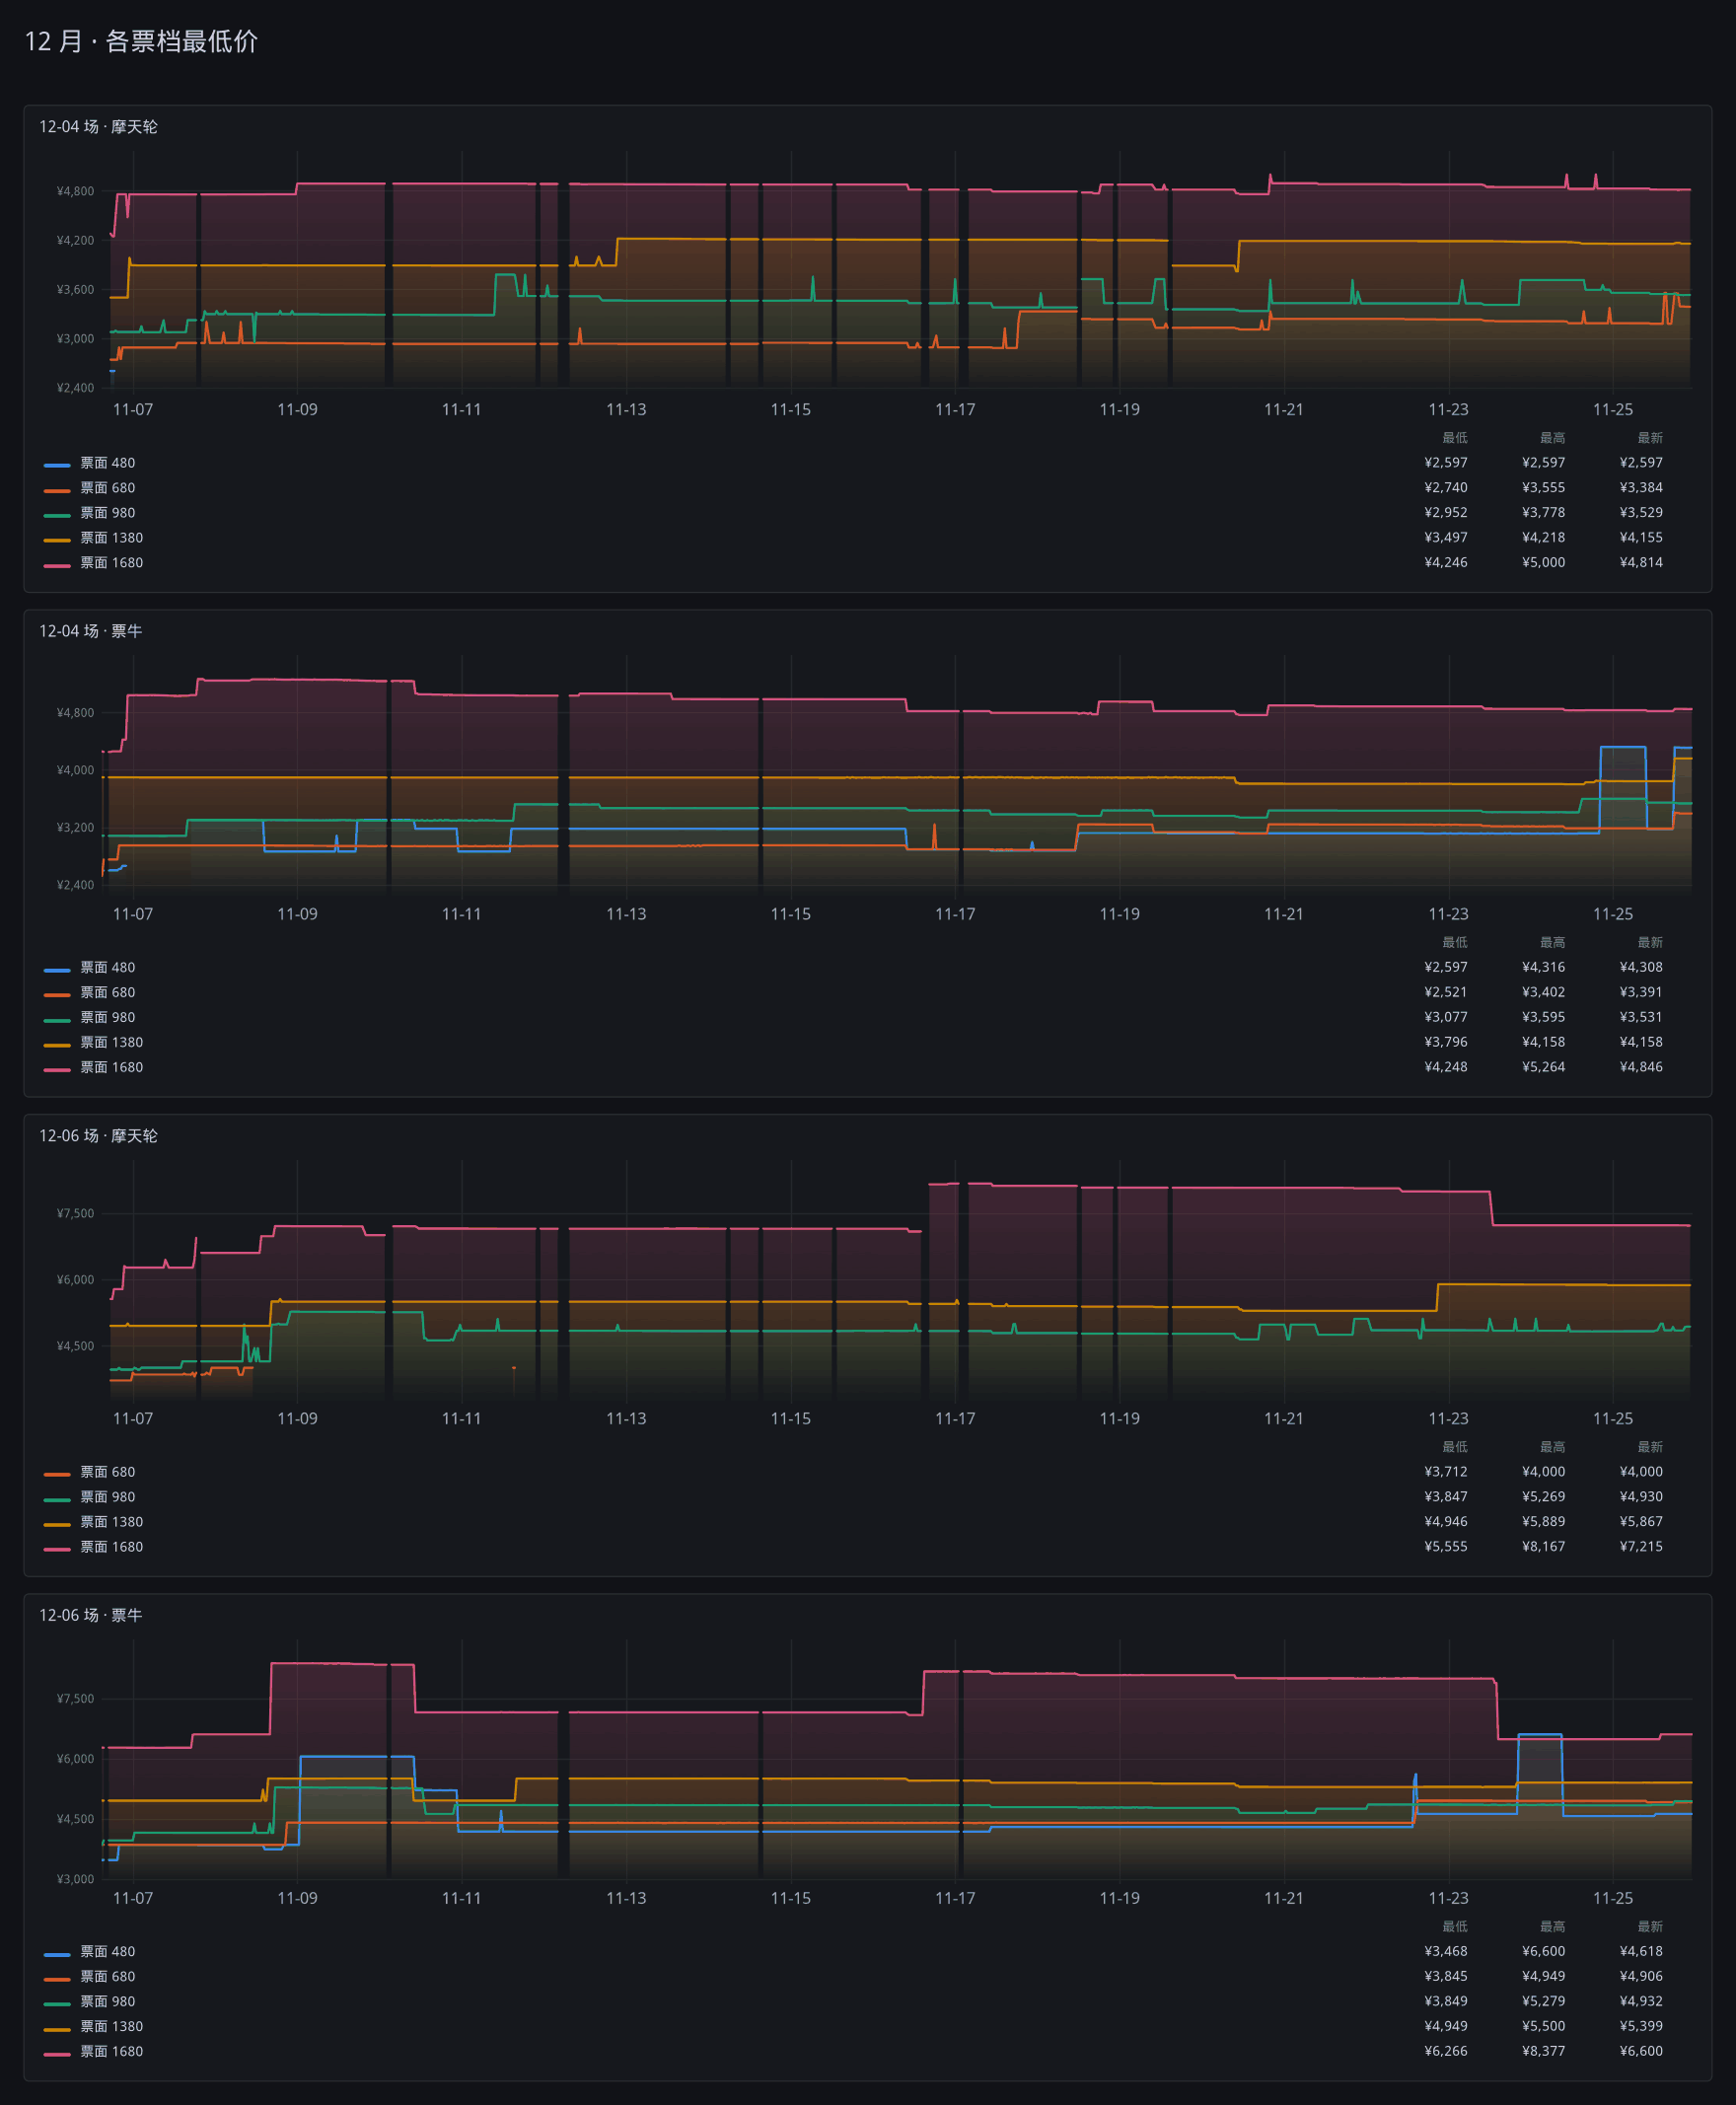 12 月 · 各票档最低价
12-04 场 · 摩天轮
¥4,800
¥4,200
¥3,600
¥3,000
¥2,400
11-07 11-09 11-11 11-13 11-15 11-17 11-19 11-21 11-23 11-25
最低 最高 最新
票面 480 ¥2,597 ¥2,597 ¥2,597
票面 680 ¥2,740 ¥3,555 ¥3,384
票面 980 ¥2,952 ¥3,778 ¥3,529
票面 1380 ¥3,497 ¥4,218 ¥4,155
票面 1680 ¥4,246 ¥5,000 ¥4,814
12-04 场 · 票牛
¥4,800
¥4,000
¥3,200
¥2,400
11-07 11-09 11-11 11-13 11-15 11-17 11-19 11-21 11-23 11-25
最低 最高 最新
票面 480 ¥2,597 ¥4,316 ¥4,308
票面 680 ¥2,521 ¥3,402 ¥3,391
票面 980 ¥3,077 ¥3,595 ¥3,531
票面 1380 ¥3,796 ¥4,158 ¥4,158
票面 1680 ¥4,248 ¥5,264 ¥4,846
12-06 场 · 摩天轮
¥7,500
¥6,000
¥4,500
11-07 11-09 11-11 11-13 11-15 11-17 11-19 11-21 11-23 11-25
最低 最高 最新
票面 680 ¥3,712 ¥4,000 ¥4,000
票面 980 ¥3,847 ¥5,269 ¥4,930
票面 1380 ¥4,946 ¥5,889 ¥5,867
票面 1680 ¥5,555 ¥8,167 ¥7,215
12-06 场 · 票牛
¥7,500
¥6,000
¥4,500
¥3,000
11-07 11-09 11-11 11-13 11-15 11-17 11-19 11-21 11-23 11-25
最低 最高 最新
票面 480 ¥3,468 ¥6,600 ¥4,618
票面 680 ¥3,845 ¥4,949 ¥4,906
票面 980 ¥3,849 ¥5,279 ¥4,932
票面 1380 ¥4,949 ¥5,500 ¥5,399
票面 1680 ¥6,266 ¥8,377 ¥6,600